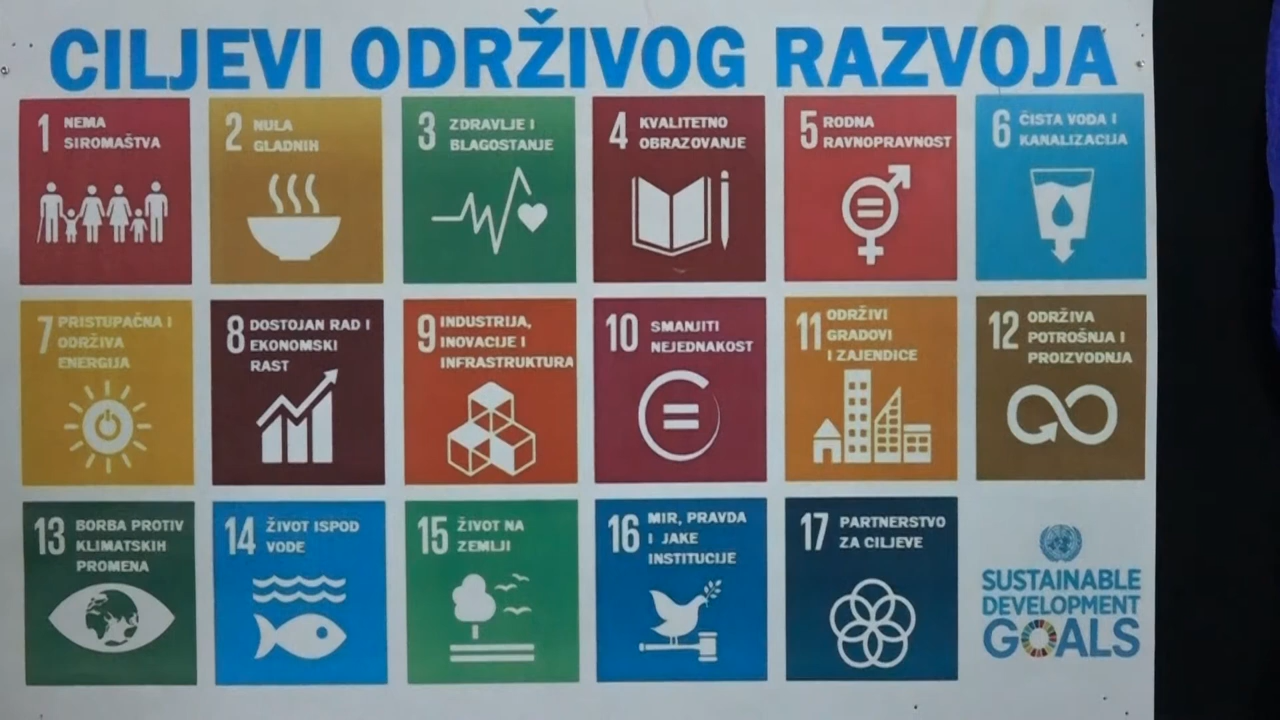 CILJEVI ODRŽIVOG RAZVOJA
1 NEMA
SIROMAŠTVA
2 NULA
GLADNIH
3 ZDRAVLJE I
BLAGOSTANJE
4 KVALITETNO
OBRAZOVANJE
5 RODNA
RAVNOPRAVNOST
6 ČISTA VODA I
KANALIZACIJA
7 PRISTUPAČNA I
ODRŽIVA
ENERGIJA
8 DOSTOJAN RAD I
EKONOMSKI
RAST
9 INDUSTRIJA,
INOVACIJE I
INFRASTRUKTURA
10 SMANJITI
NEJEDNAKOST
11 ODRŽIVI
GRADOVI
I ZAJENDICE
12 ODRŽIVA
POTROŠNJA I
PROIZVODNJA
13 BORBA PROTIV
KLIMATSKIH
PROMENA
14 ŽIVOT ISPOD
VODE
15 ŽIVOT NA
ZEMLJI
16 MIR, PRAVDA
I JAKE
INSTITUCIJE
17 PARTNERSTVO
ZA CILJEVE
SUSTAINABLE
DEVELOPMENT
GOALS